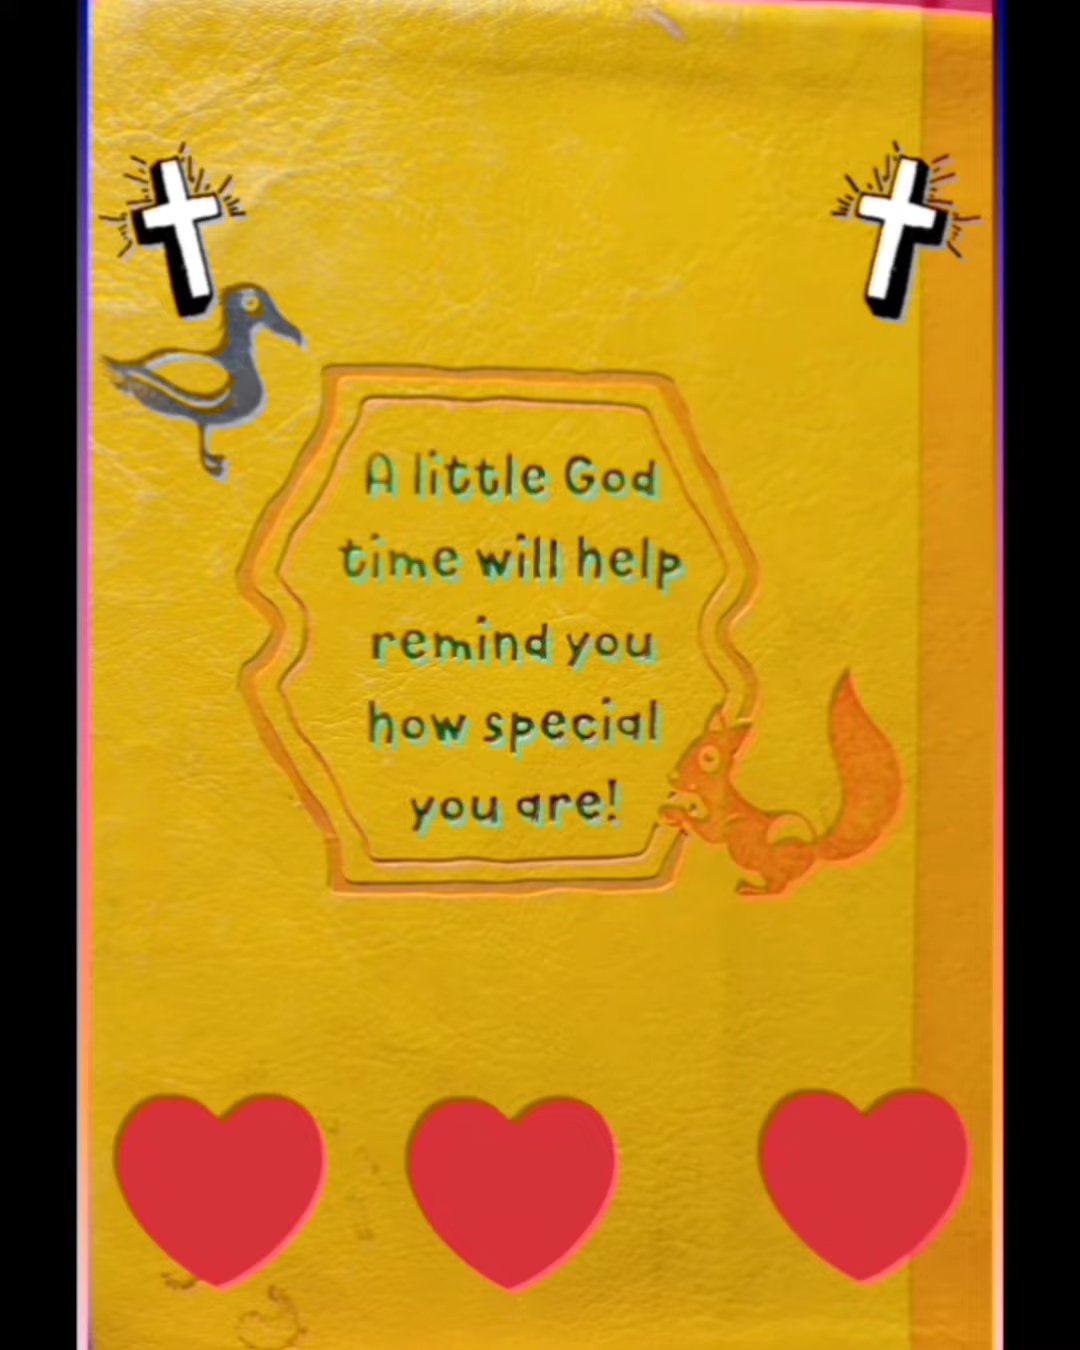 A little God
time will help
remind you
how special
you are!